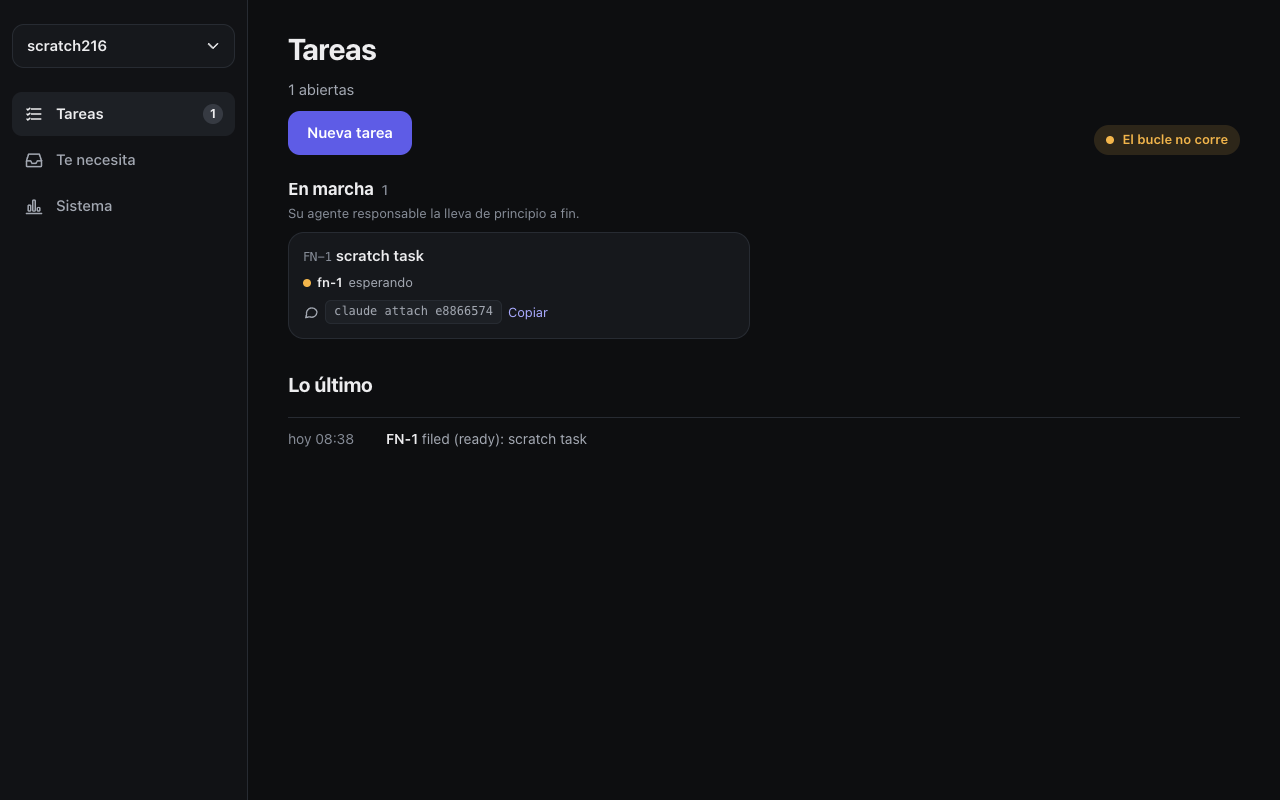 scratch216
Tareas 1
Te necesita
Sistema
Tareas
1 abiertas
Nueva tarea
El bucle no corre
En marcha 1
Su agente responsable la lleva de principio a fin.
FN-1 scratch task
fn-1 esperando
claude attach e8866574 Copiar
Lo último
hoy 08:38 FN-1 filed (ready): scratch task